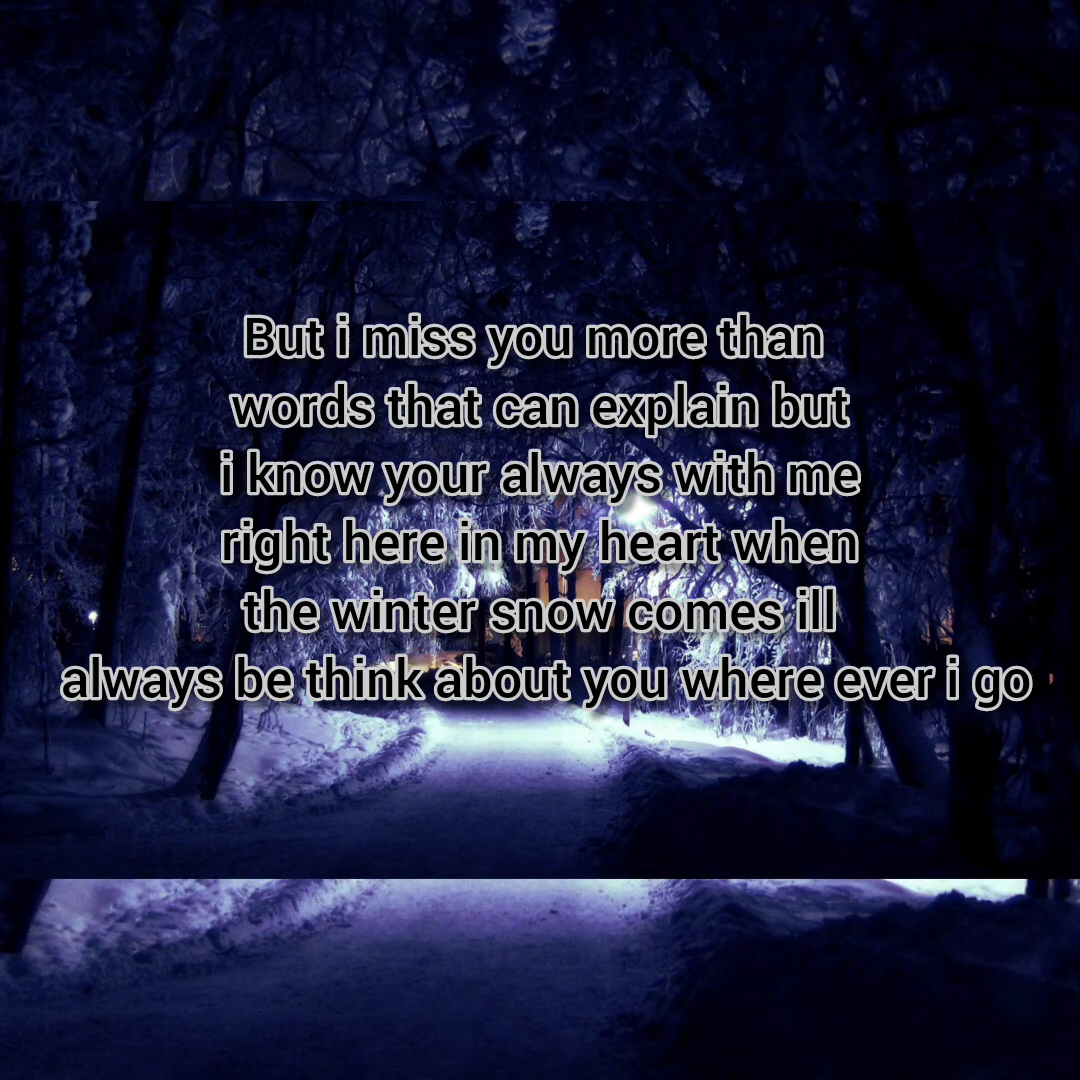 But i miss you more than
words that can explain but
i know your always with me
right here in my heart when
the winter snow comes ill
always be think about you where ever i go